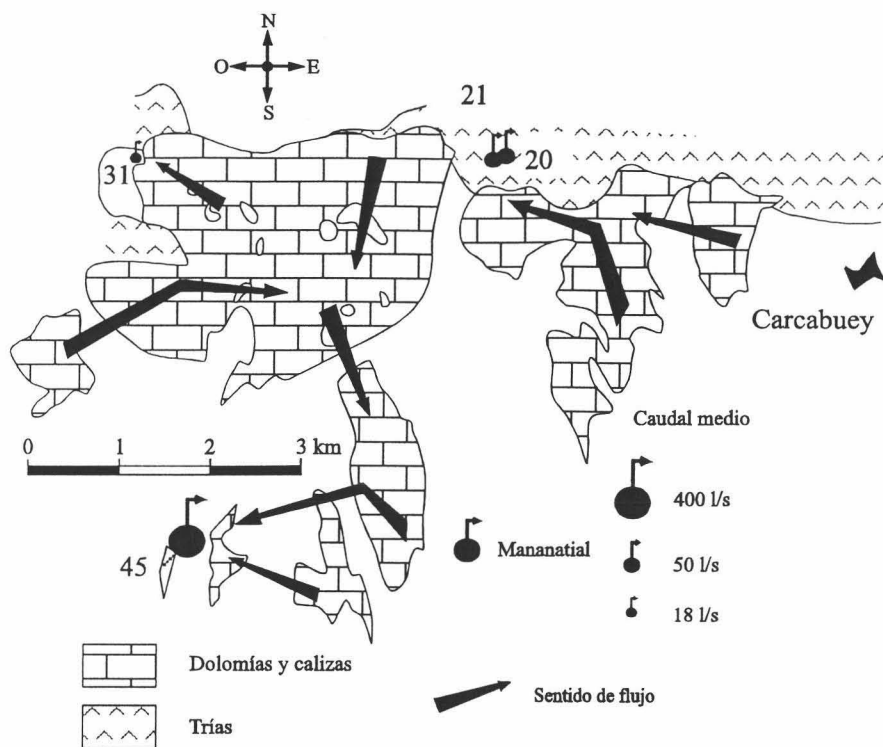 N
O E
S
21
20
31
Carcabuey
0 1 2 3 km
Caudal medio
400 l/s
45
Mananatial
50 l/s
18 l/s
Dolomías y calizas
Sentido de flujo
Trías